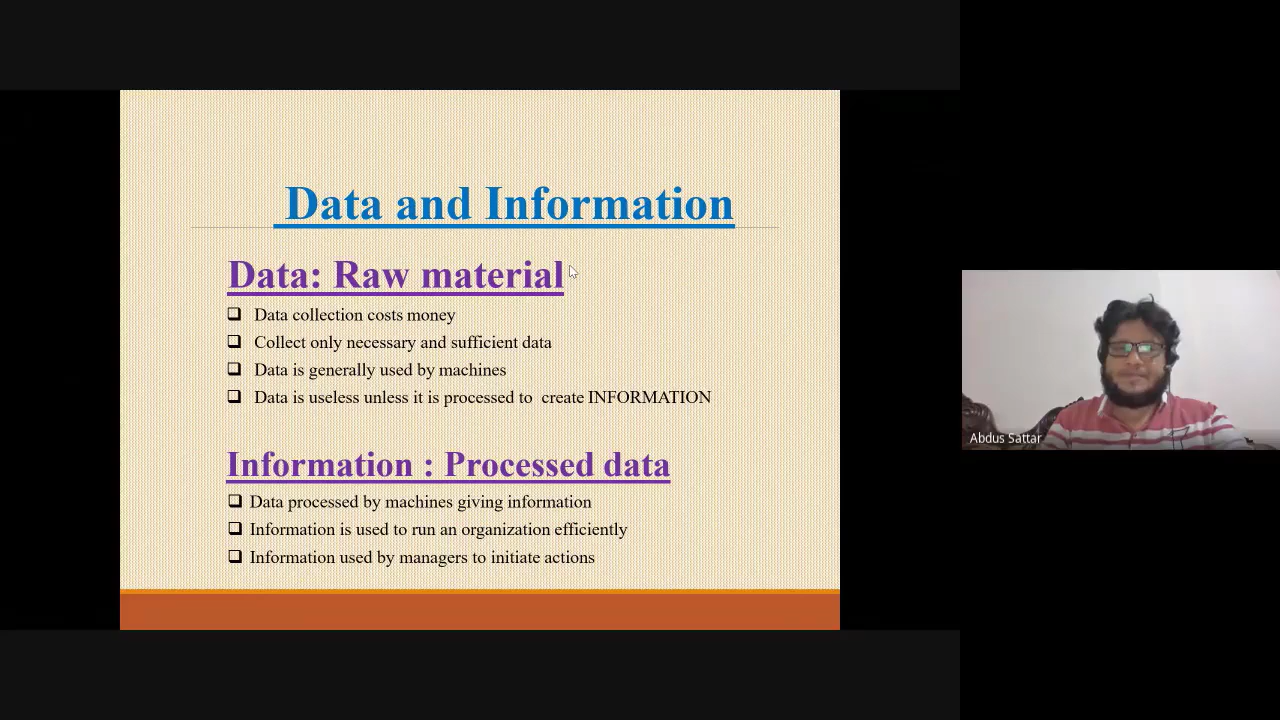 Data and Information
Data: Raw material
Data collection costs money
Collect only necessary and sufficient data
Data is generally used by machines
Data is useless unless it is processed to create INFORMATION
Information : Processed data
Data processed by machines giving information
Information is used to run an organization efficiently
Information used by managers to initiate actions
Abdus Sattar